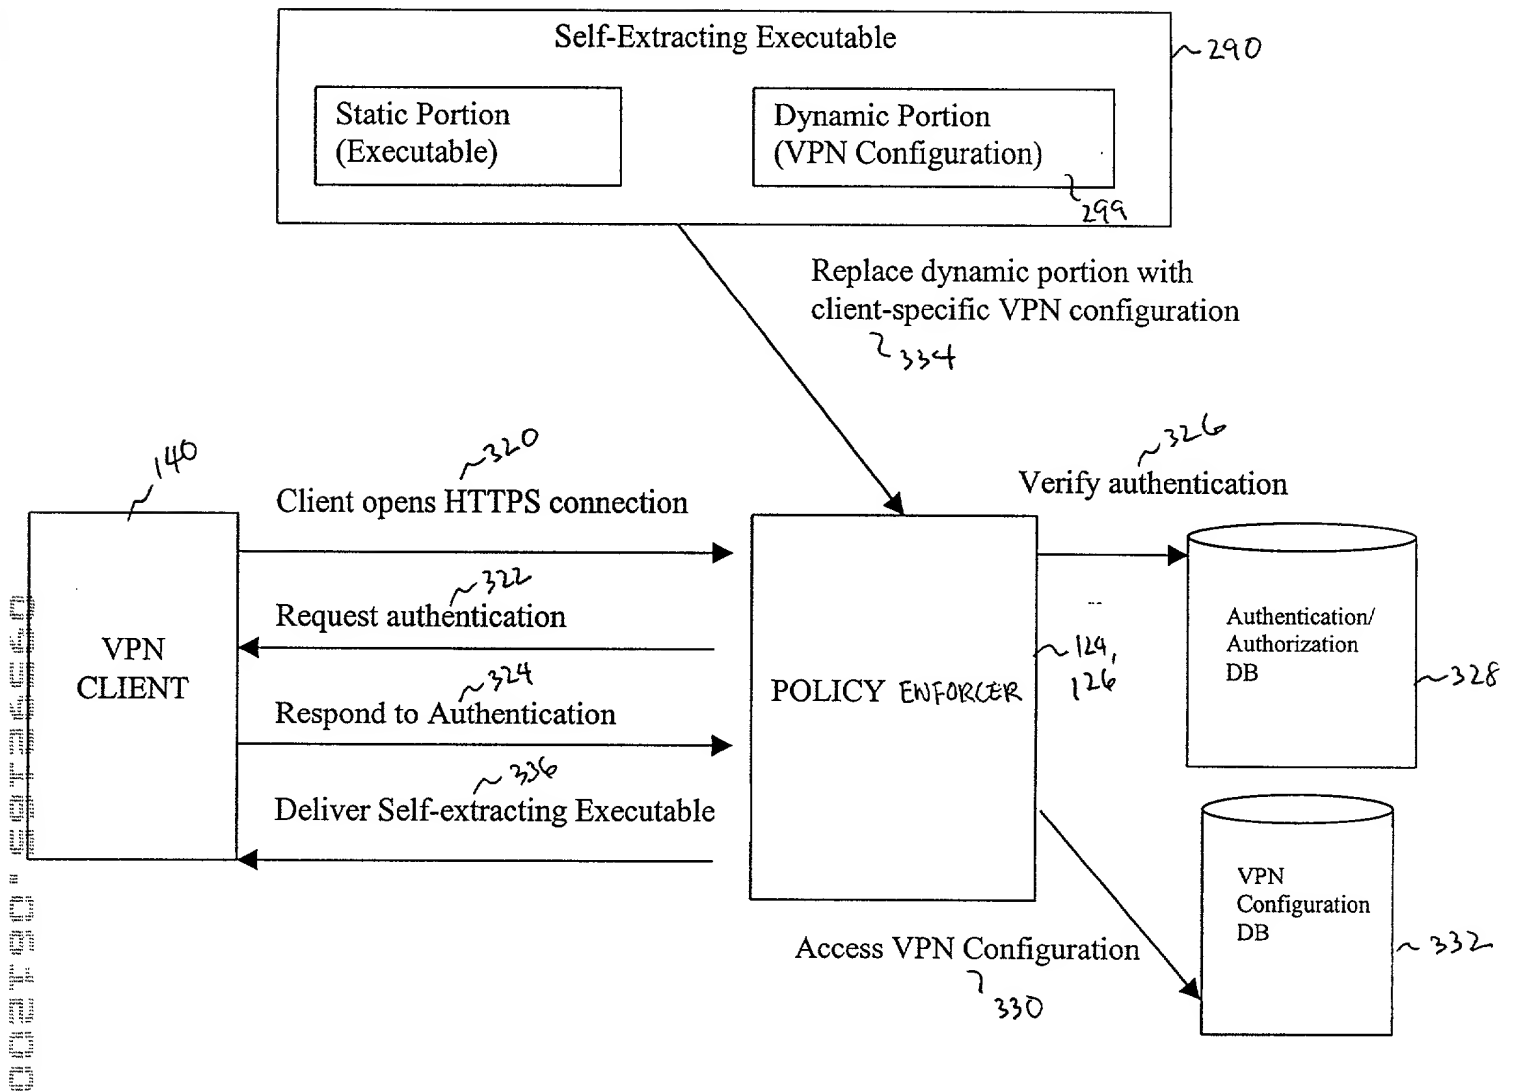 Self-Extracting Executable
290
Static Portion
(Executable)
Dynamic Portion
(VPN Configuration)
299
Replace dynamic portion with
client-specific VPN configuration
334
140
320
Client opens HTTPS connection
326
Verify authentication
322
Request authentication
VPN
CLIENT
324
Respond to Authentication
POLICY ENFORCER
124,
126
Authentication/
Authorization
DB
328
336
Deliver Self-extracting Executable
VPN
Configuration
DB
332
Access VPN Configuration
330